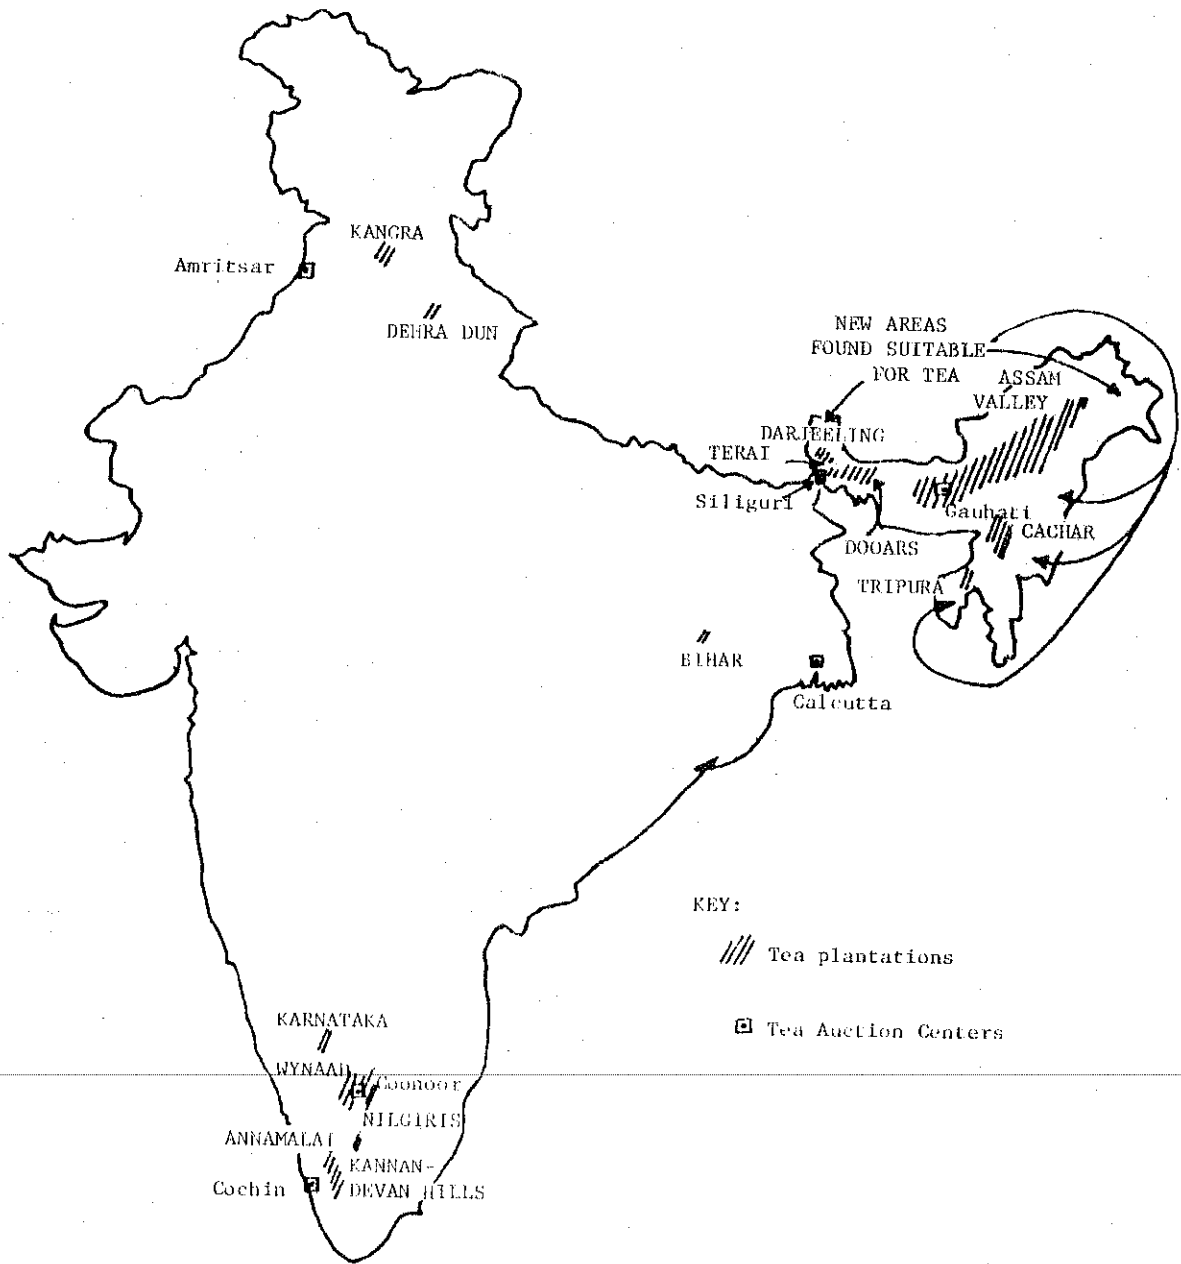 KANGRA
Amritsar
DEHRA DUN
NEW AREAS
FOUND SUITABLE
FOR TEA
ASSAM
VALLEY
DARJEELING
TERAI
Siliguri
Gauhati
CACHAR
DOOARS
TRIPURA
BIHAR
Calcutta
KEY:
Tea plantations
Tea Auction Centers
KARNATAKA
WYNAAD
Coonoor
NILGIRIS
ANNAMALAI
KANNAN-
DEVAN HILLS
Cochin